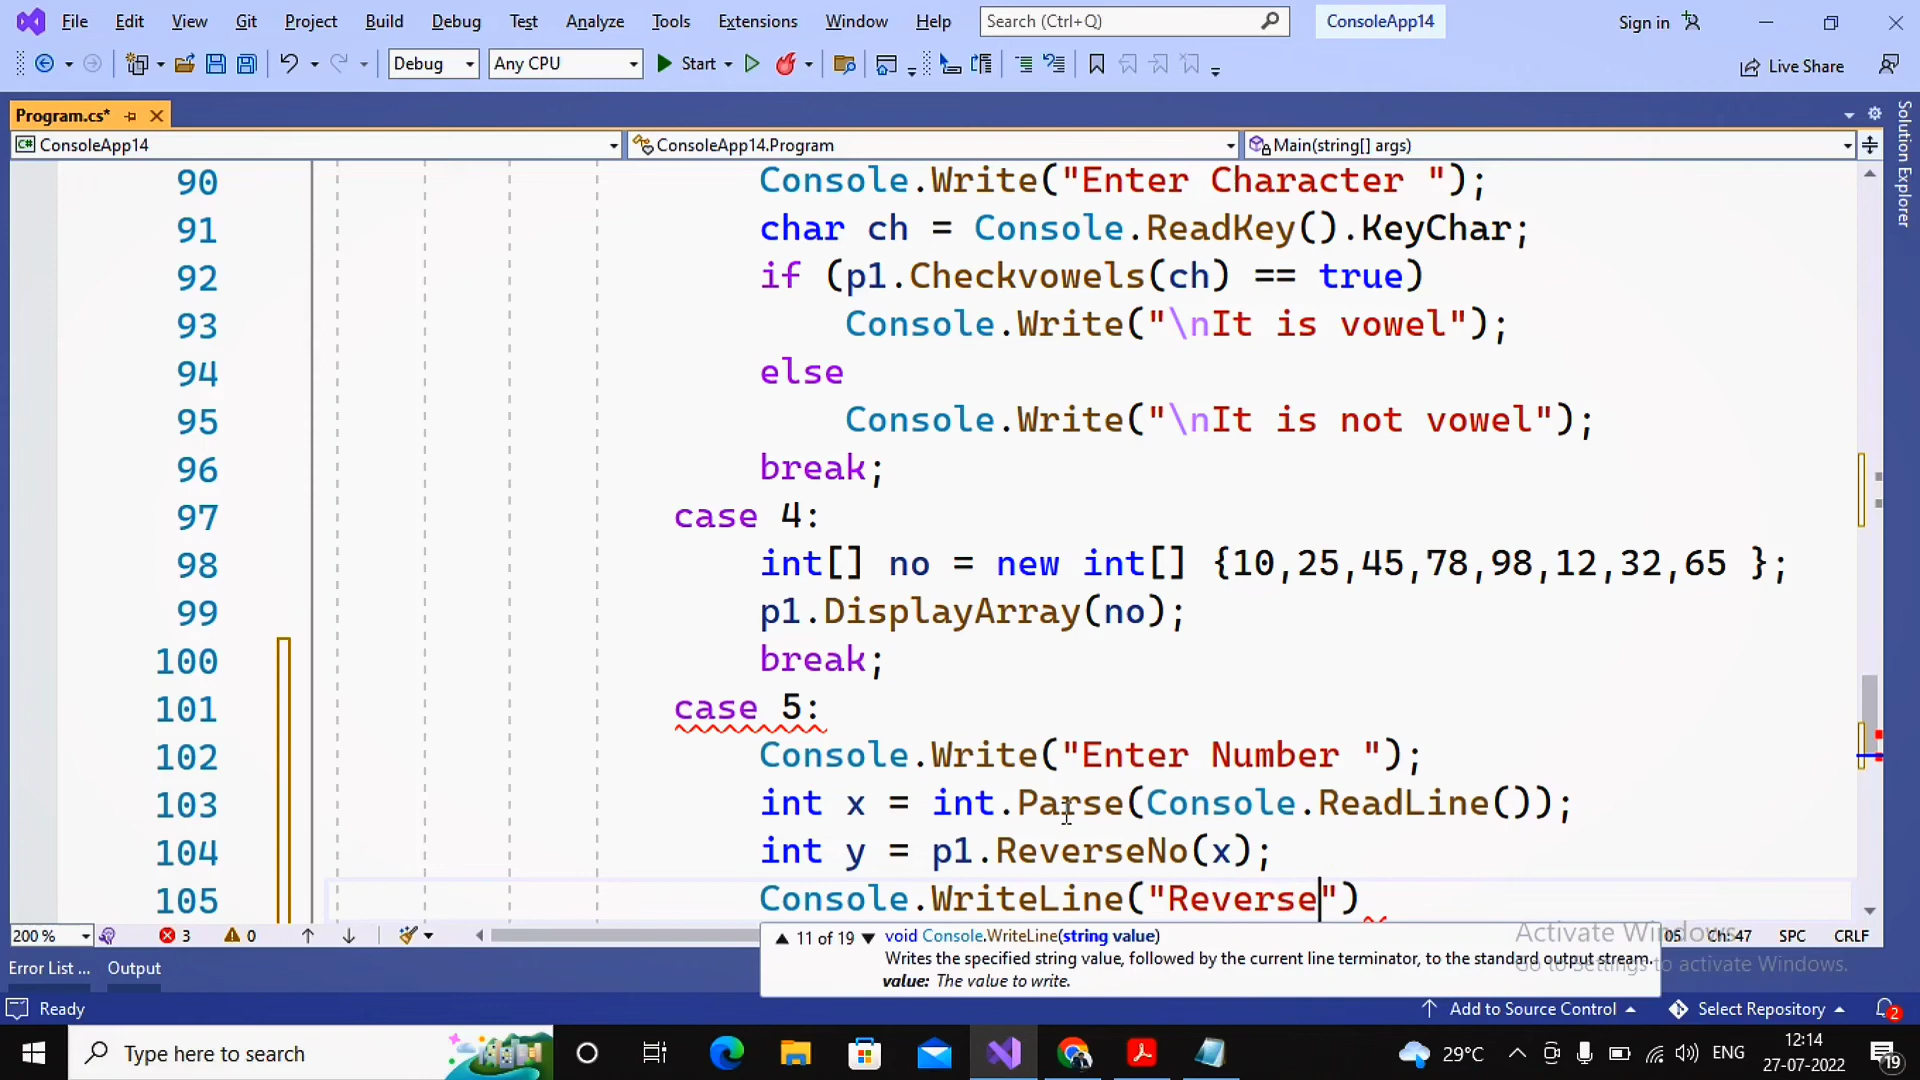 File Edit View Git Project Build Debug Test Analyze Tools Extensions Window Help Search (Ctrl+Q) ConsoleApp14 Sign in
Debug Any CPU Start Live Share
Program.cs*
ConsoleApp14 ConsoleApp14.Program Main(string[] args)
Solution Explorer
90 Console.Write("Enter Character ");
91 char ch = Console.ReadKey().KeyChar;
92 if (p1.Checkvowels(ch) == true)
93 Console.Write("\nIt is vowel");
94 else
95 Console.Write("\nIt is not vowel");
96 break;
97 case 4:
98 int[] no = new int[] {10,25,45,78,98,12,32,65 };
99 p1.DisplayArray(no);
100 break;
101 case 5:
102 Console.Write("Enter Number ");
103 int x = int.Parse(Console.ReadLine());
104 int y = p1.ReverseNo(x);
105 Console.WriteLine("Reverse")
200 % 3 0 05 Ch: 47 SPC CRLF
11 of 19 void Console.WriteLine(string value)
Writes the specified string value, followed by the current line terminator, to the standard output stream.
value: The value to write.
Activate Windows
Go to Settings to activate Windows.
Error List ... Output
Ready Add to Source Control Select Repository 2
Type here to search 29°C ENG 12:14
27-07-2022 19